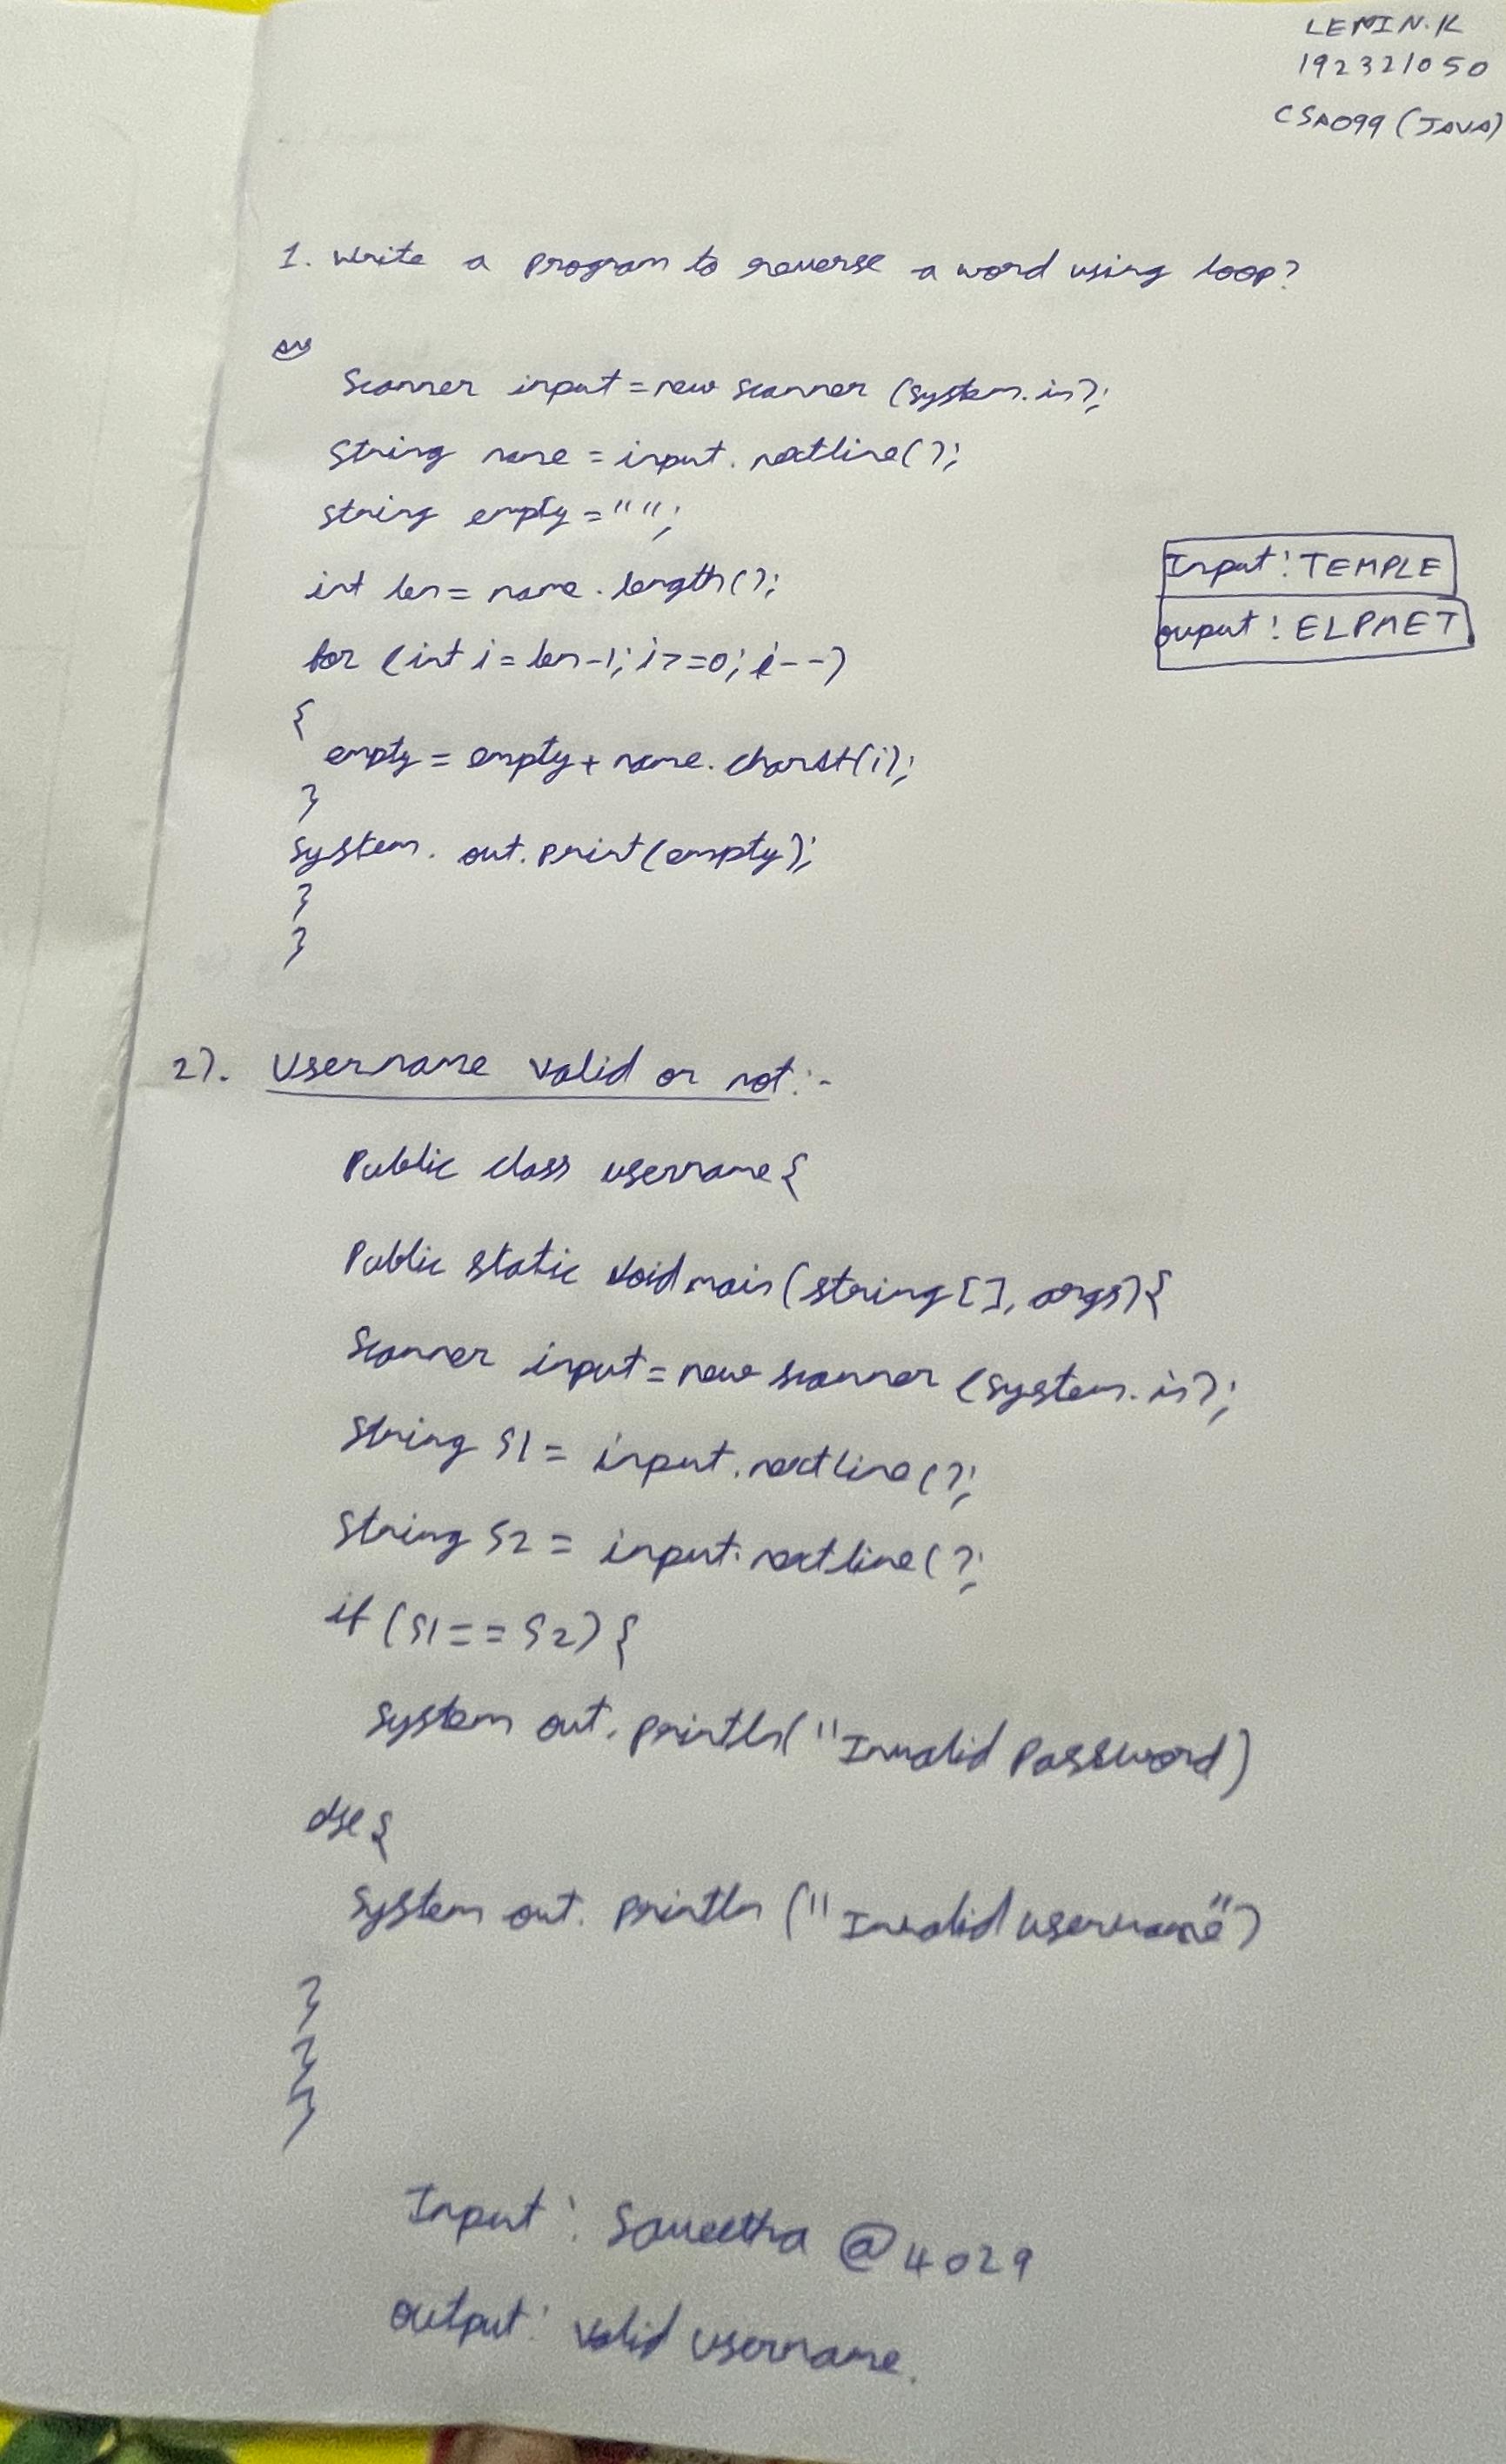 LENIN.K
192321050
CSA099 (JAVA)
1. Write a program to reverse a word using loop?
Ans
Scanner input = new scanner (system.in);
String name = input. nextline();
string empty = "";
int len = name . length();
for (int i = len-1; i>=0; i--)
{
empty = empty + name. charAt(i);
}
System. out. print(empty);
}
}
Input: TEMPLE
ouput: ELPMET
2). Username valid or not:-
Public class username {
Public static void main (string [], args) {
Scanner input = new scanner (system.in);
String S1 = input. nextline();
String S2 = input. nextline();
if (S1 == S2) {
System out. println("Invalid Password)
else {
System out. println ("Invalid username")
}
}
}
Input: Saveetha @4029
output: valid username.